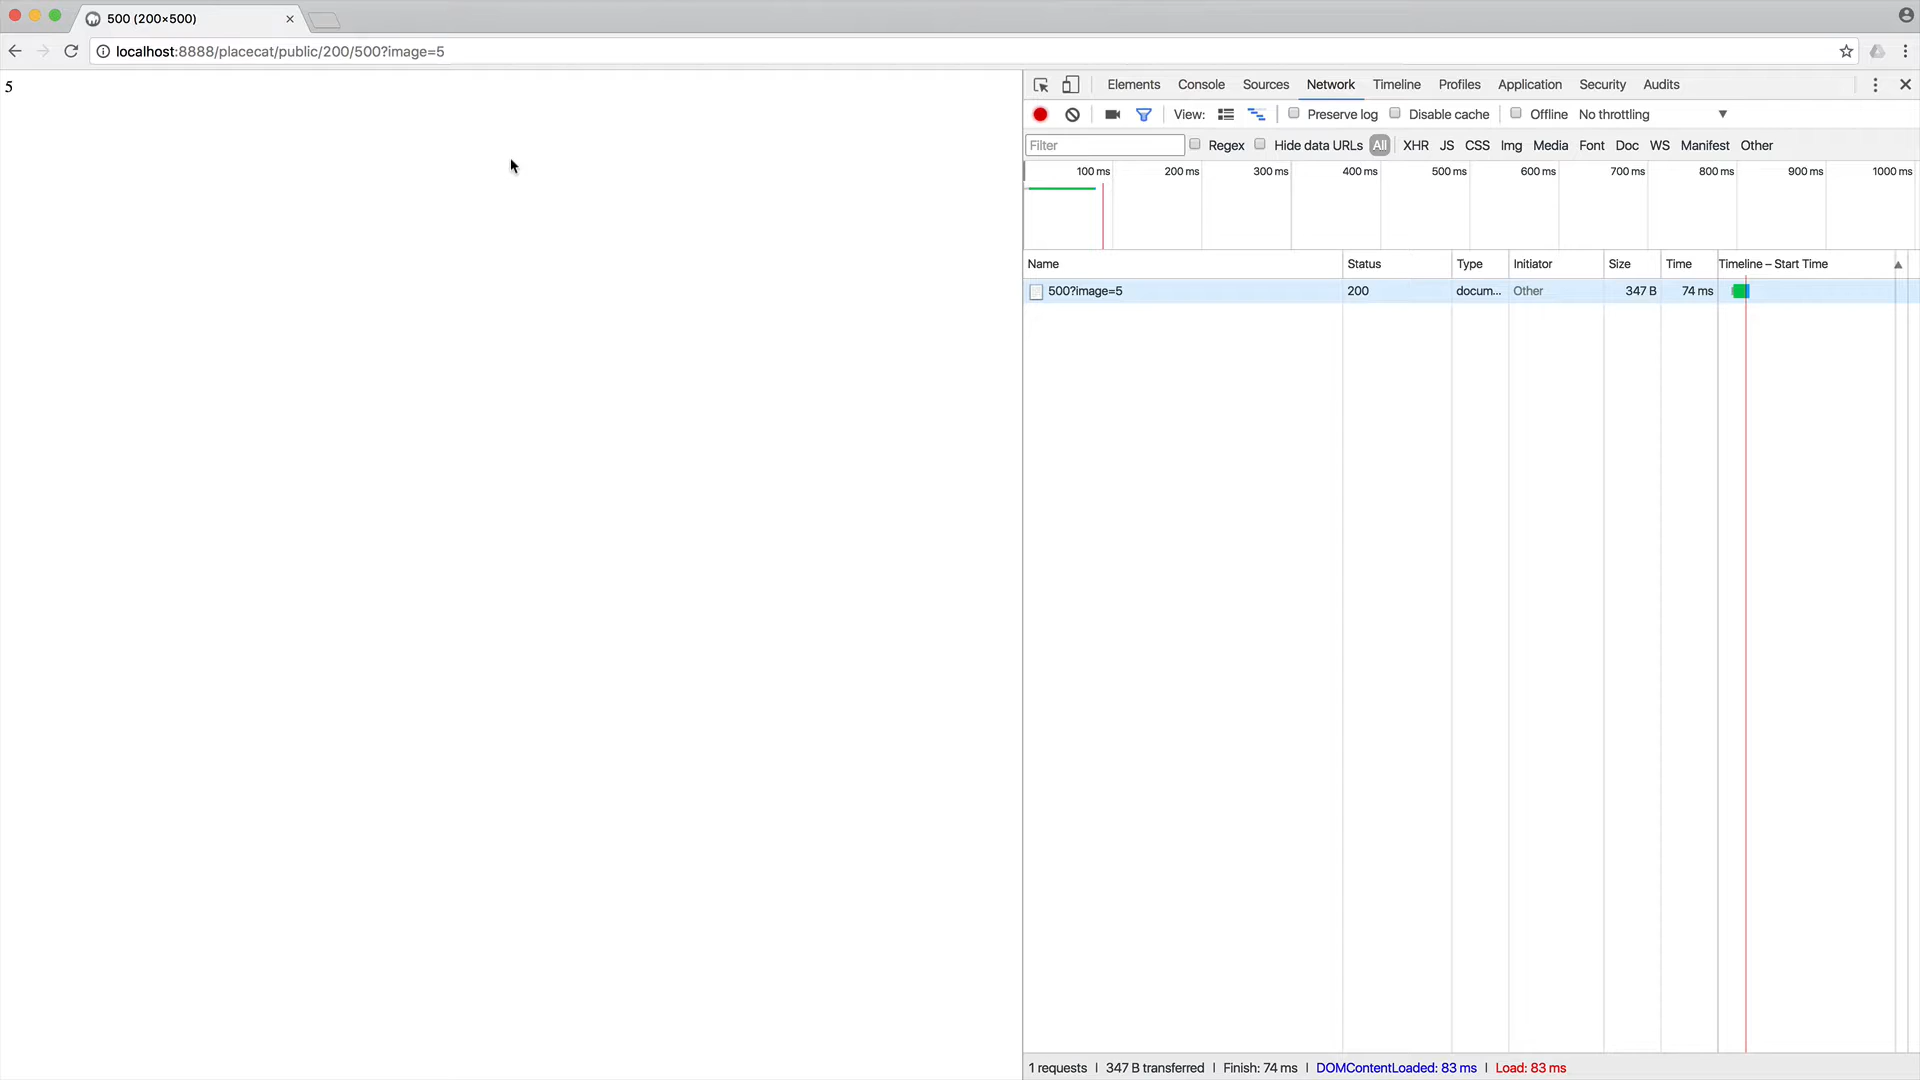 500 (200×500)
localhost:8888/placecat/public/200/500?image=5
5
Elements Console Sources Network Timeline Profiles Application Security Audits
View: Preserve log Disable cache Offline No throttling
Filter Regex Hide data URLs All XHR JS CSS Img Media Font Doc WS Manifest Other
100 ms 200 ms 300 ms 400 ms 500 ms 600 ms 700 ms 800 ms 900 ms 1000 ms
Name Status Type Initiator Size Time Timeline – Start Time
500?image=5 200 docum... Other 347 B 74 ms
1 requests | 347 B transferred | Finish: 74 ms | DOMContentLoaded: 83 ms | Load: 83 ms